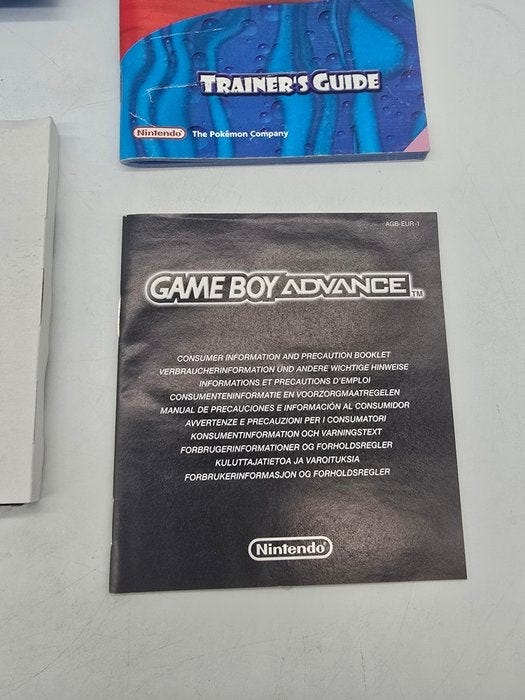 TRAINER'S GUIDE
Nintendo The Pokémon Company
AGB-EUR-1
GAME BOY ADVANCE TM
CONSUMER INFORMATION AND PRECAUTION BOOKLET
VERBRAUCHERINFORMATION UND ANDERE WICHTIGE HINWEISE
INFORMATIONS ET PRECAUTIONS D'EMPLOI
CONSUMENTENINFORMATIE EN VOORZORGMAATREGELEN
MANUAL DE PRECAUCIONES E INFORMACIÓN AL CONSUMIDOR
AVVERTENZE E PRECAUZIONI PER I CONSUMATORI
KONSUMENTINFORMATION OCH VARNINGSTEXT
FORBRUGERINFORMATIONER OG FORHOLDSREGLER
KULUTTAJATIETOA JA VAROITUKSIA
FORBRUKERINFORMASJON OG FORHOLDSREGLER
Nintendo